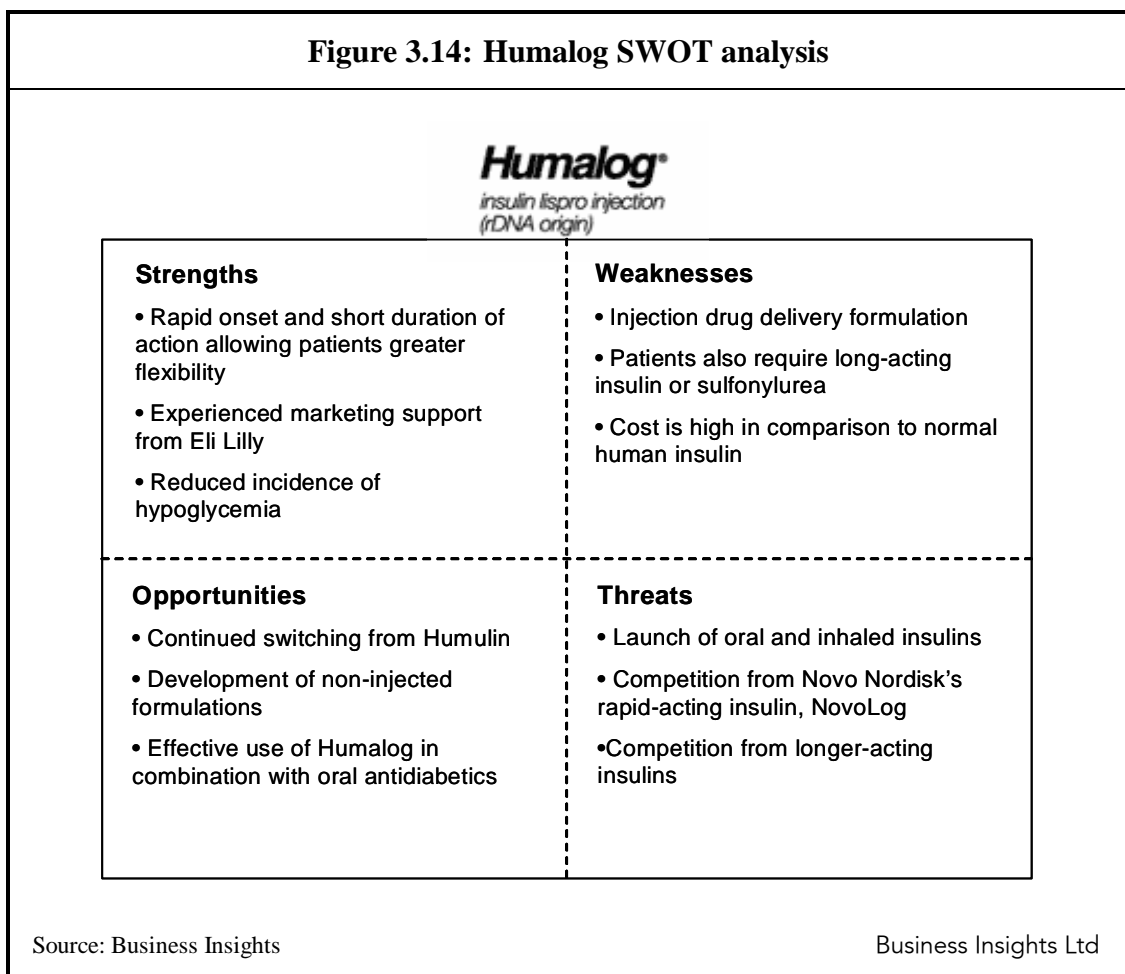 Figure 3.14: Humalog SWOT analysis
Humalog®
insulin lispro injection
(rDNA origin)
Strengths
• Rapid onset and short duration of
action allowing patients greater
flexibility
• Experienced marketing support
from Eli Lilly
• Reduced incidence of
hypoglycemia
Weaknesses
• Injection drug delivery formulation
• Patients also require long-acting
insulin or sulfonylurea
• Cost is high in comparison to normal
human insulin
Opportunities
• Continued switching from Humulin
• Development of non-injected
formulations
• Effective use of Humalog in
combination with oral antidiabetics
Threats
• Launch of oral and inhaled insulins
• Competition from Novo Nordisk's
rapid-acting insulin, NovoLog
•Competition from longer-acting
insulins
Source: Business Insights
Business Insights Ltd